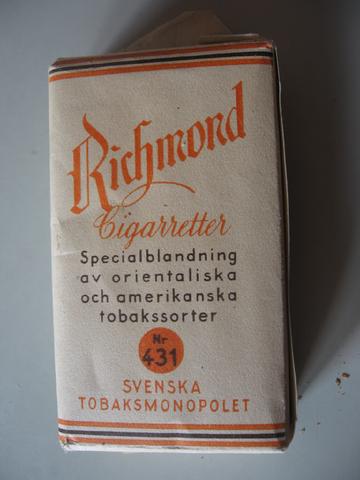 Richmond
Cigarretter
Specialblandning
av orientaliska
och amerikanska
tobakssorter
Nr
431
SVENSKA
TOBAKSMONOPOLET